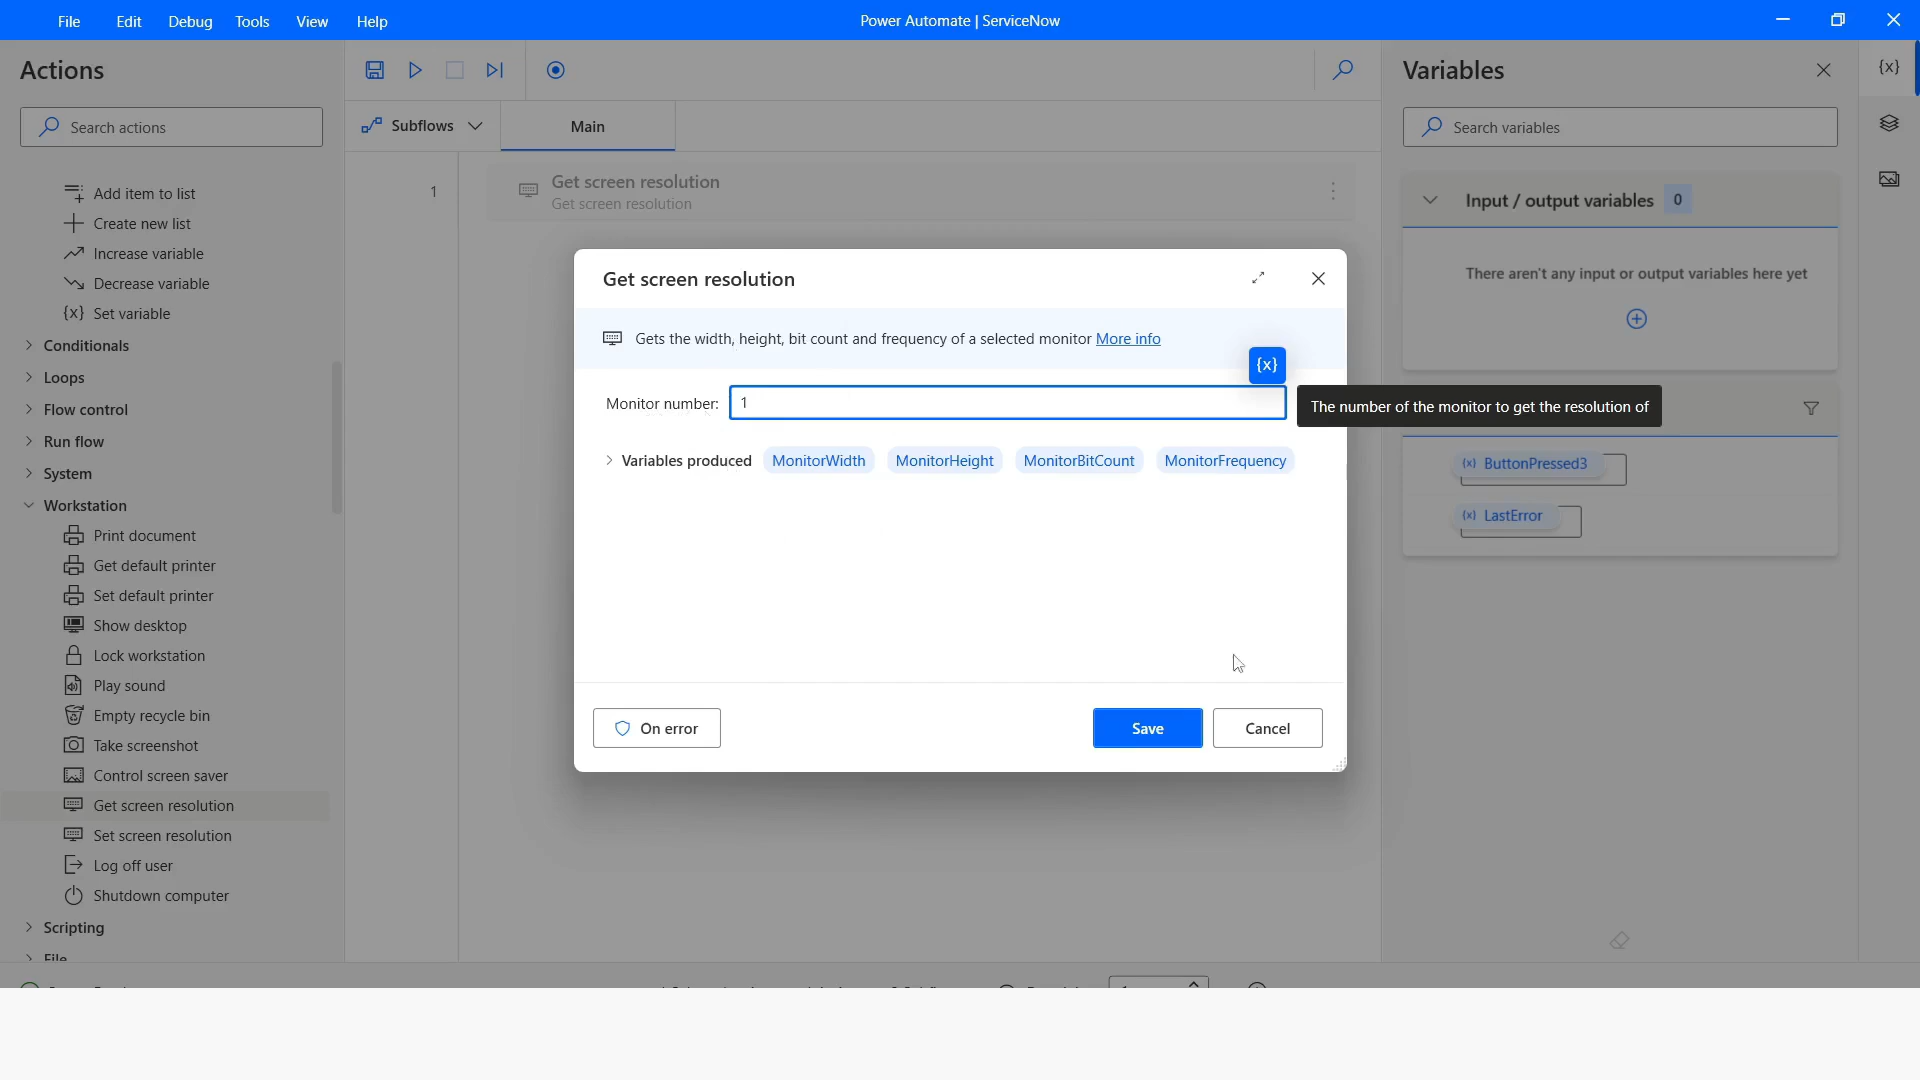 File Edit Debug Tools View Help
Power Automate | ServiceNow
Actions
Search actions
Add item to list
Create new list
Increase variable
Decrease variable
{x} Set variable
Conditionals
Loops
Flow control
Run flow
System
Workstation
Print document
Get default printer
Set default printer
Show desktop
Lock workstation
Play sound
Empty recycle bin
Take screenshot
Control screen saver
Get screen resolution
Set screen resolution
Log off user
Shutdown computer
Scripting
File
Subflows
Main
1
Get screen resolution
Get screen resolution
Get screen resolution
Gets the width, height, bit count and frequency of a selected monitor More info
{x}
Monitor number:
1
The number of the monitor to get the resolution of
Variables produced MonitorWidth MonitorHeight MonitorBitCount MonitorFrequency
On error
Save
Cancel
Variables
{x}
Search variables
Input / output variables 0
There aren't any input or output variables here yet
(x) ButtonPressed3
(x) LastError